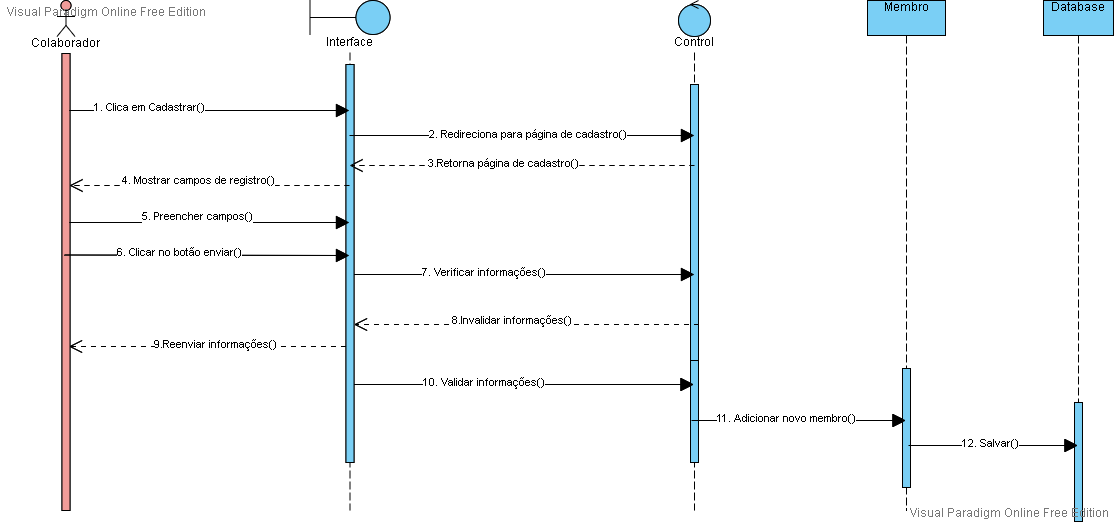 Visual Paradigm Online Free Edition
Colaborador
Interface
Control
Membro
Database
1. Clica em Cadastrar()
2. Redireciona para página de cadastro()
3.Retorna página de cadastro()
4. Mostrar campos de registro()
5. Preencher campos()
6. Clicar no botão enviar()
7. Verificar informações()
8.Invalidar informações()
9.Reenviar informações()
10. Validar informações()
11. Adicionar novo membro()
12. Salvar()
Visual Paradigm Online Free Edition